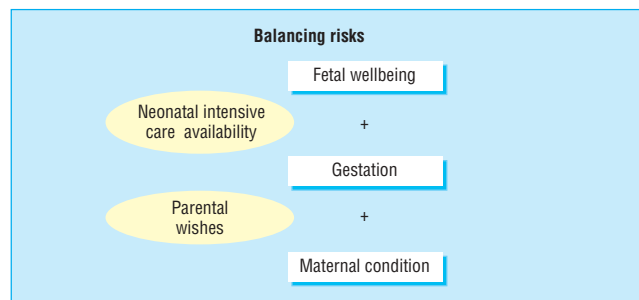 Balancing risks
Fetal wellbeing
Neonatal intensive
care availability
+
Gestation
Parental
wishes
+
Maternal condition